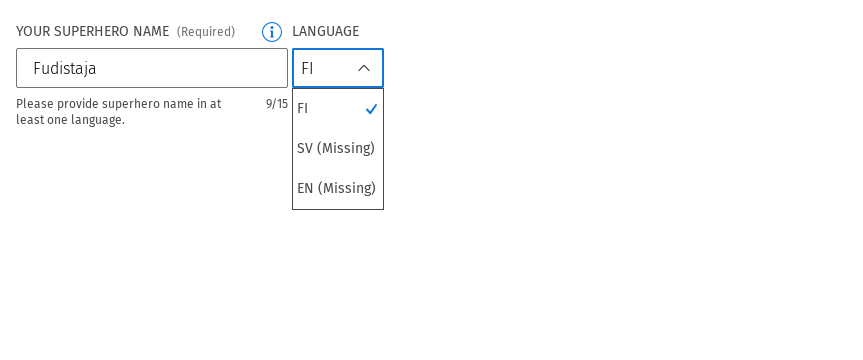 YOUR SUPERHERO NAME (Required) LANGUAGE
Fudistaja FI
Please provide superhero name in at 9/15
least one language.
FI
SV (Missing)
EN (Missing)